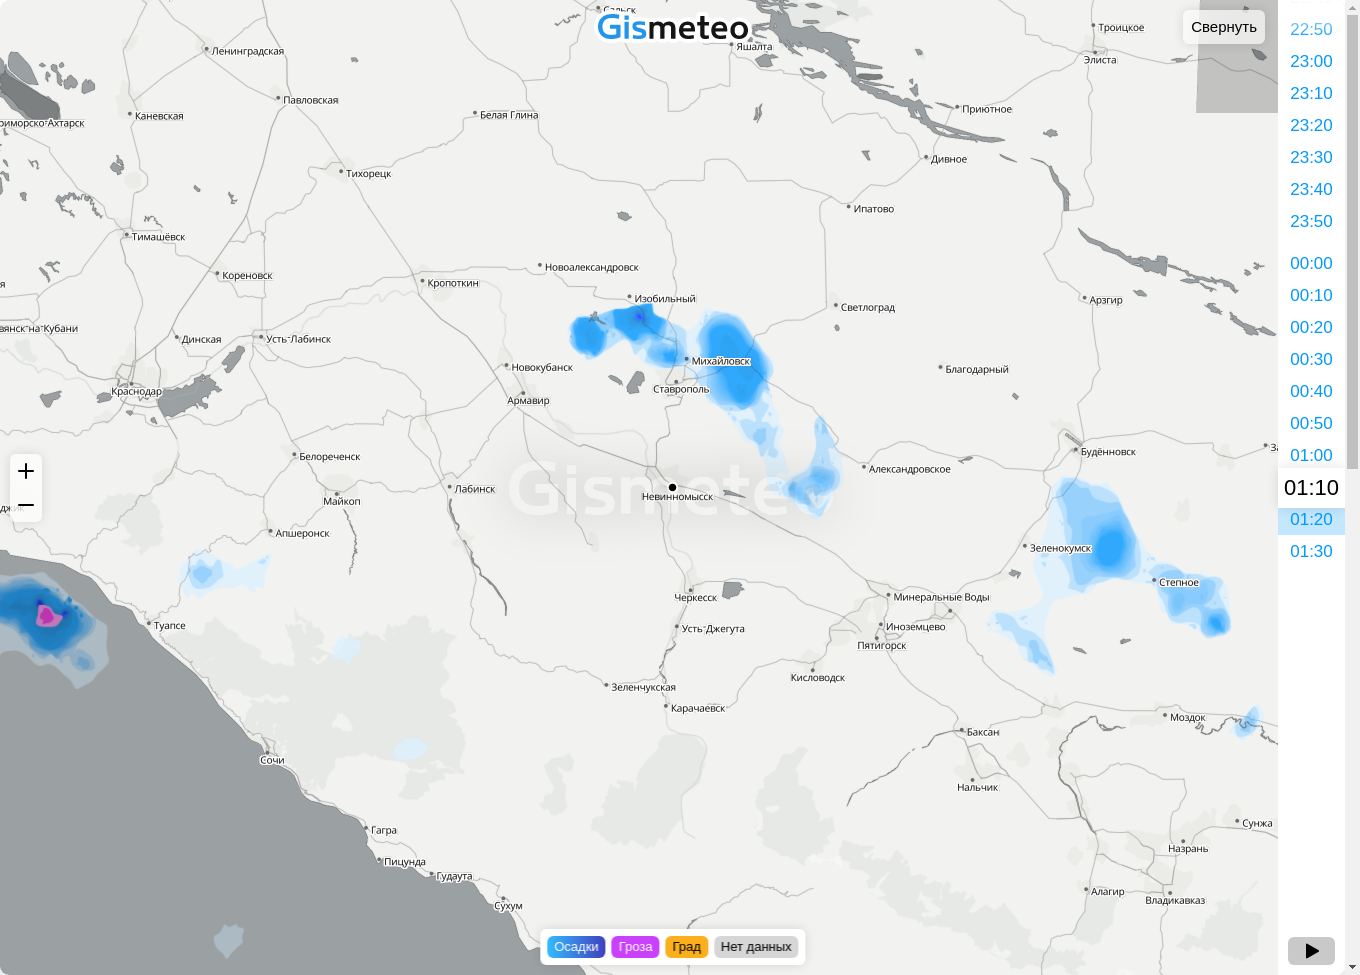 Сальск
Gismeteo
Свернуть
Троицкое
22:50
Ленинградская
Яшалта
Элиста
23:00
Павловская
23:10
риморско-Ахтарск
Каневская
Белая Глина
Приютное
23:20
Дивное
23:30
Тихорецк
23:40
Ипатово
23:50
Тимашёвск
Новоалександровск
00:00
Кореновск
Кропоткин
я
Изобильный
Светлоград
Арзгир
00:10
вянск-на-Кубани
Динская
Усть-Лабинск
00:20
Новокубанск
Михайловск
Благодарный
00:30
Краснодар
Армавир
Ставрополь
00:40
00:50
Белореченск
Будённовск
За
01:00
Майкоп
Лабинск
Gismeteo
Невинномысск
Александровское
01:10
джик
Апшеронск
01:20
Зеленокумск
01:30
Степное
Черкесск
Минеральные Воды
Туапсе
Усть-Джегута
Иноземцево
Пятигорск
Зеленчукская
Кисловодск
Карачаевск
Моздок
Баксан
Сочи
Нальчик
Гагра
Сунжа
Пицунда
Назрань
Гудаута
Алагир
Сухум
Владикавказ
Осадки
Гроза
Град
Нет данных